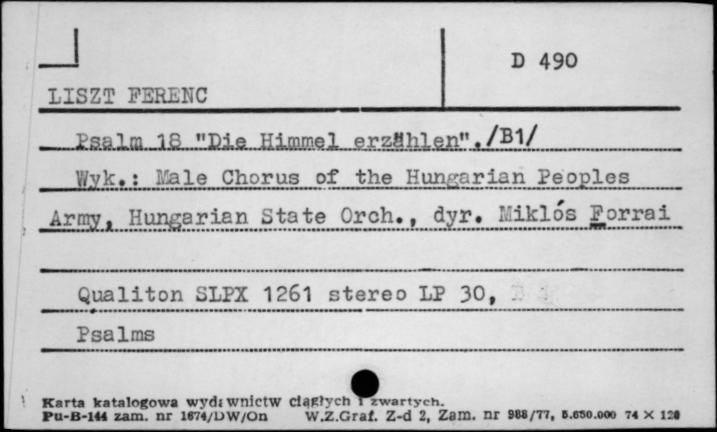 D 490
LISZT FERENC
Psalm 18 "Die Himmel erzählen"./B1/
Wyk.: Male Chorus of the Hungarian Peoples
Army, Hungarian State Orch., dyr. Miklós Forrai
Qualiton SLPX 1261 stereo LP 30,
Psalms
Karta katalogowa wydawnictw ciągłych i zwartych.
Pu-B-144 zam. nr 1674/DW/On W.Z.Graf. Z-d 2, Zam. nr 988/77, 5.650.000 74 × 120